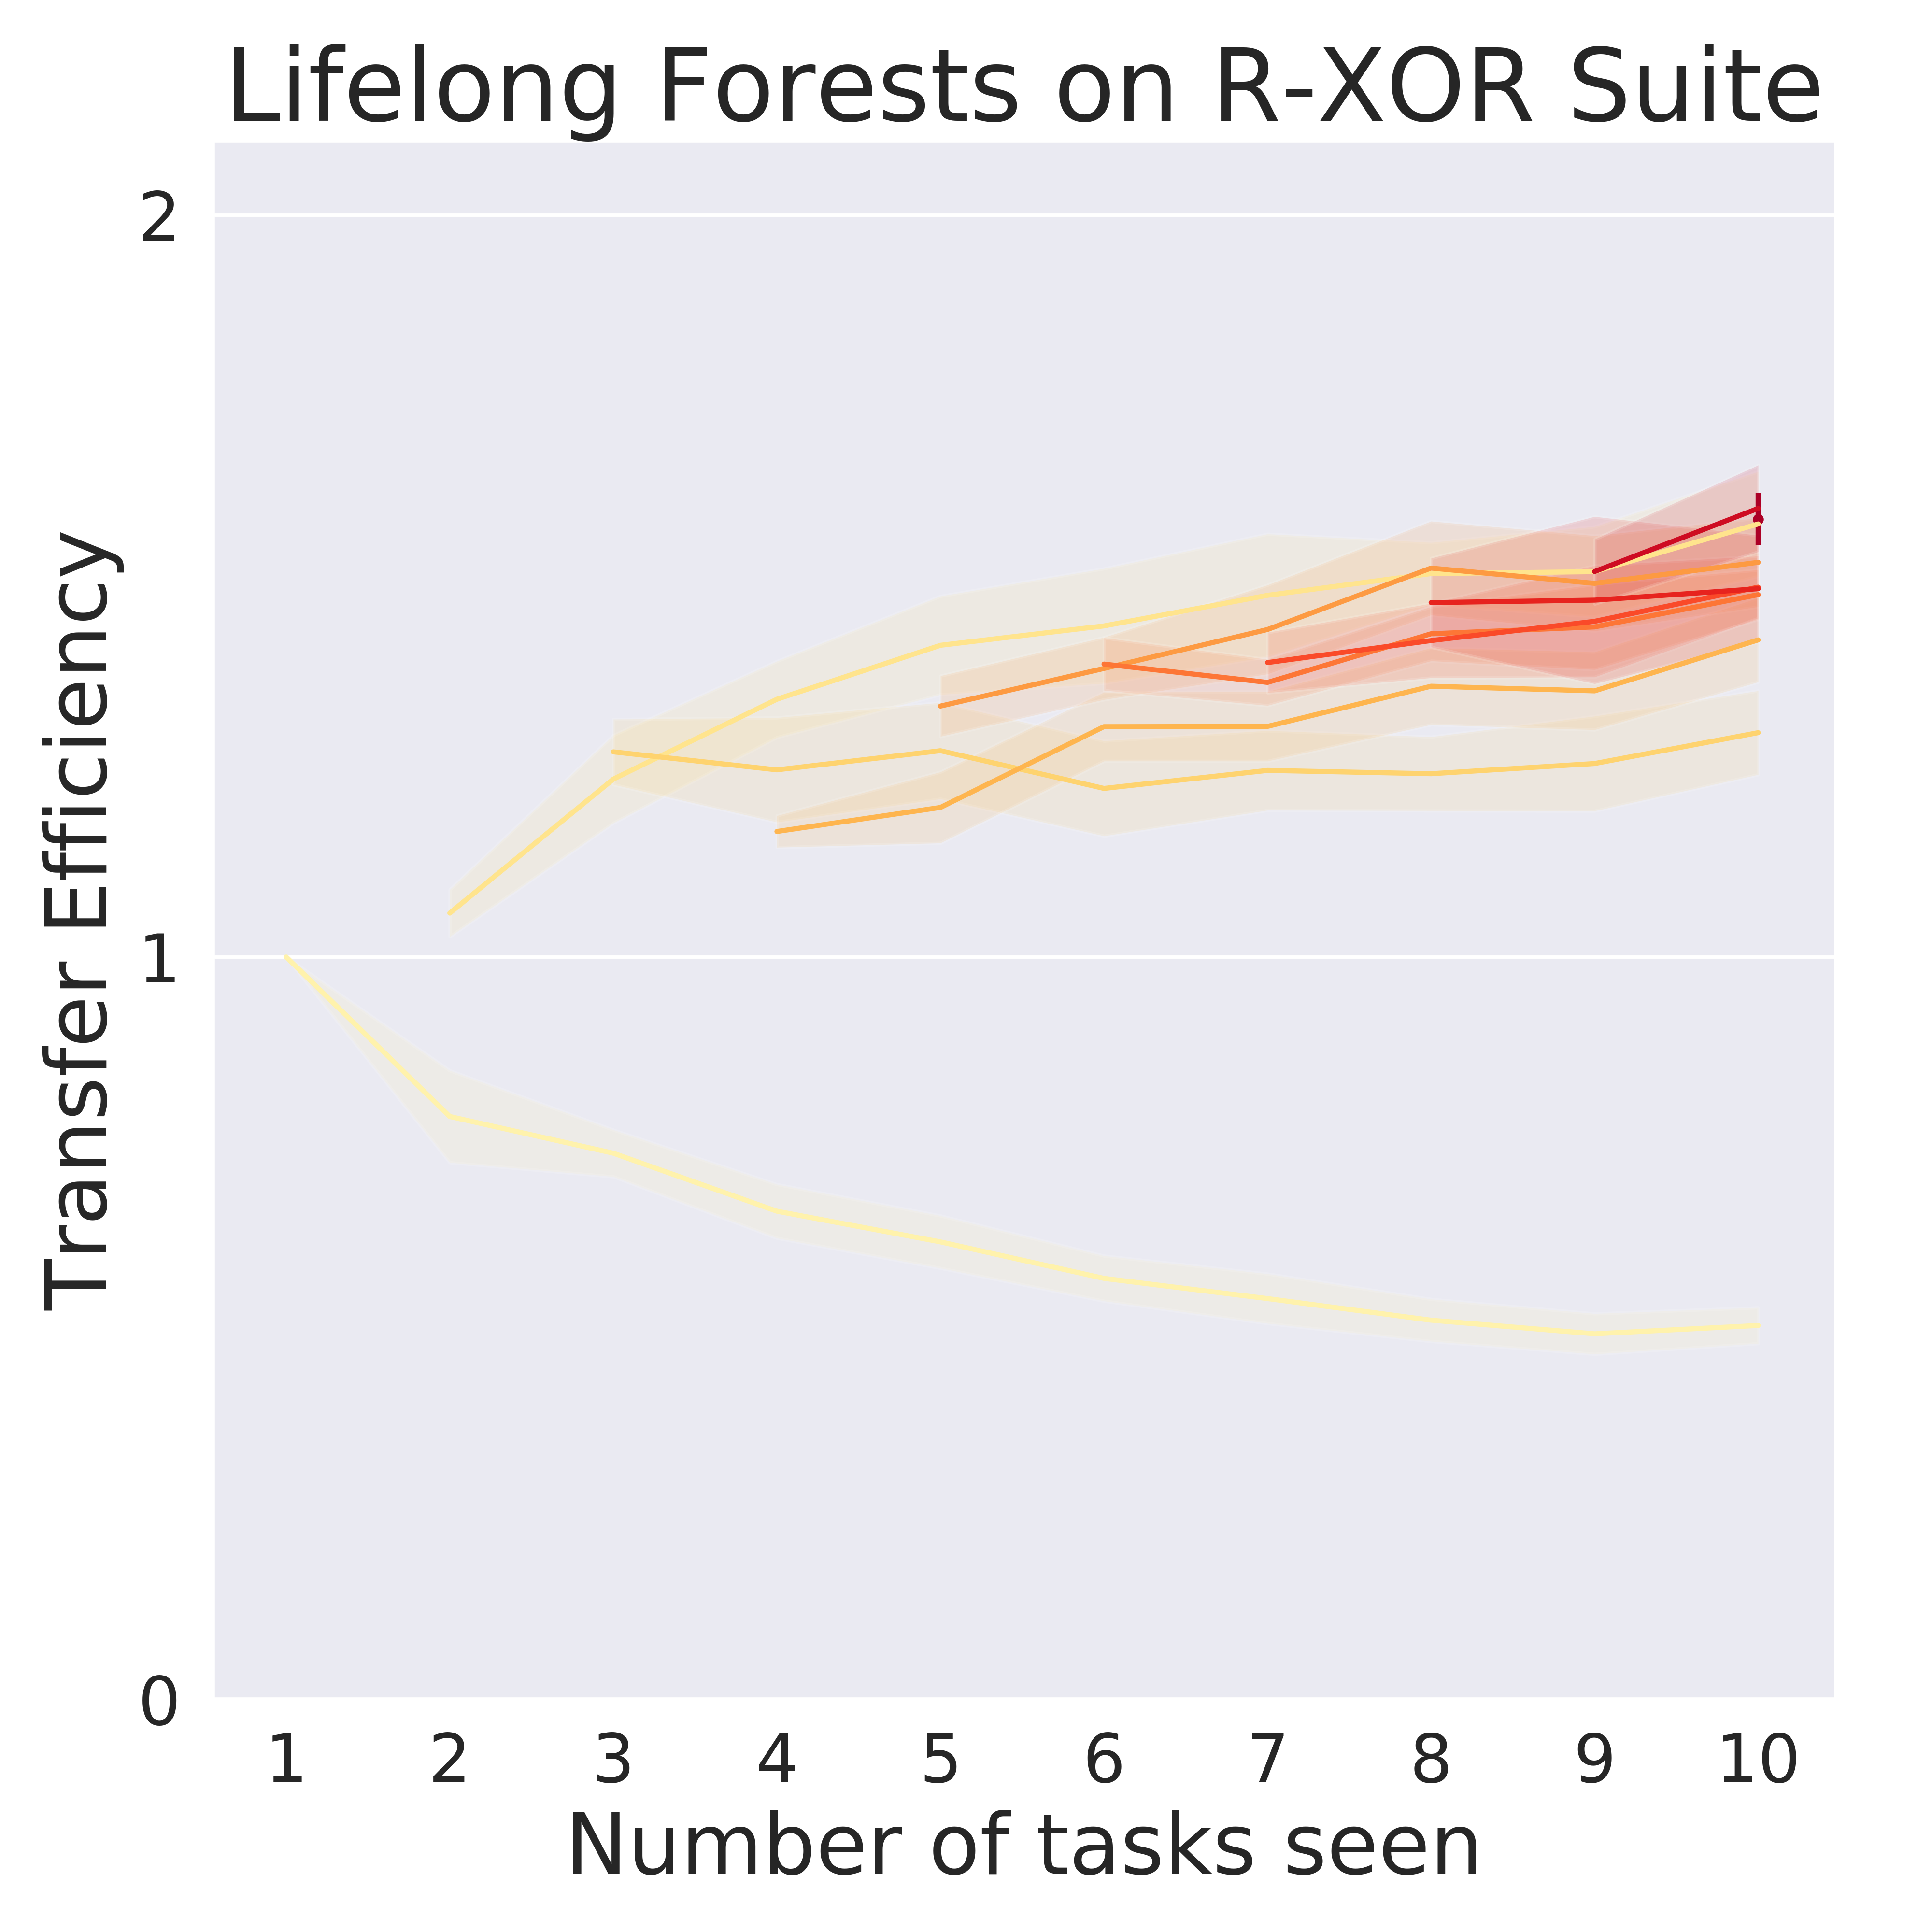 Lifelong Forests on R-XOR Suite
Transfer Efficiency
2
1
0
1 2 3 4 5 6 7 8 9 10
Number of tasks seen